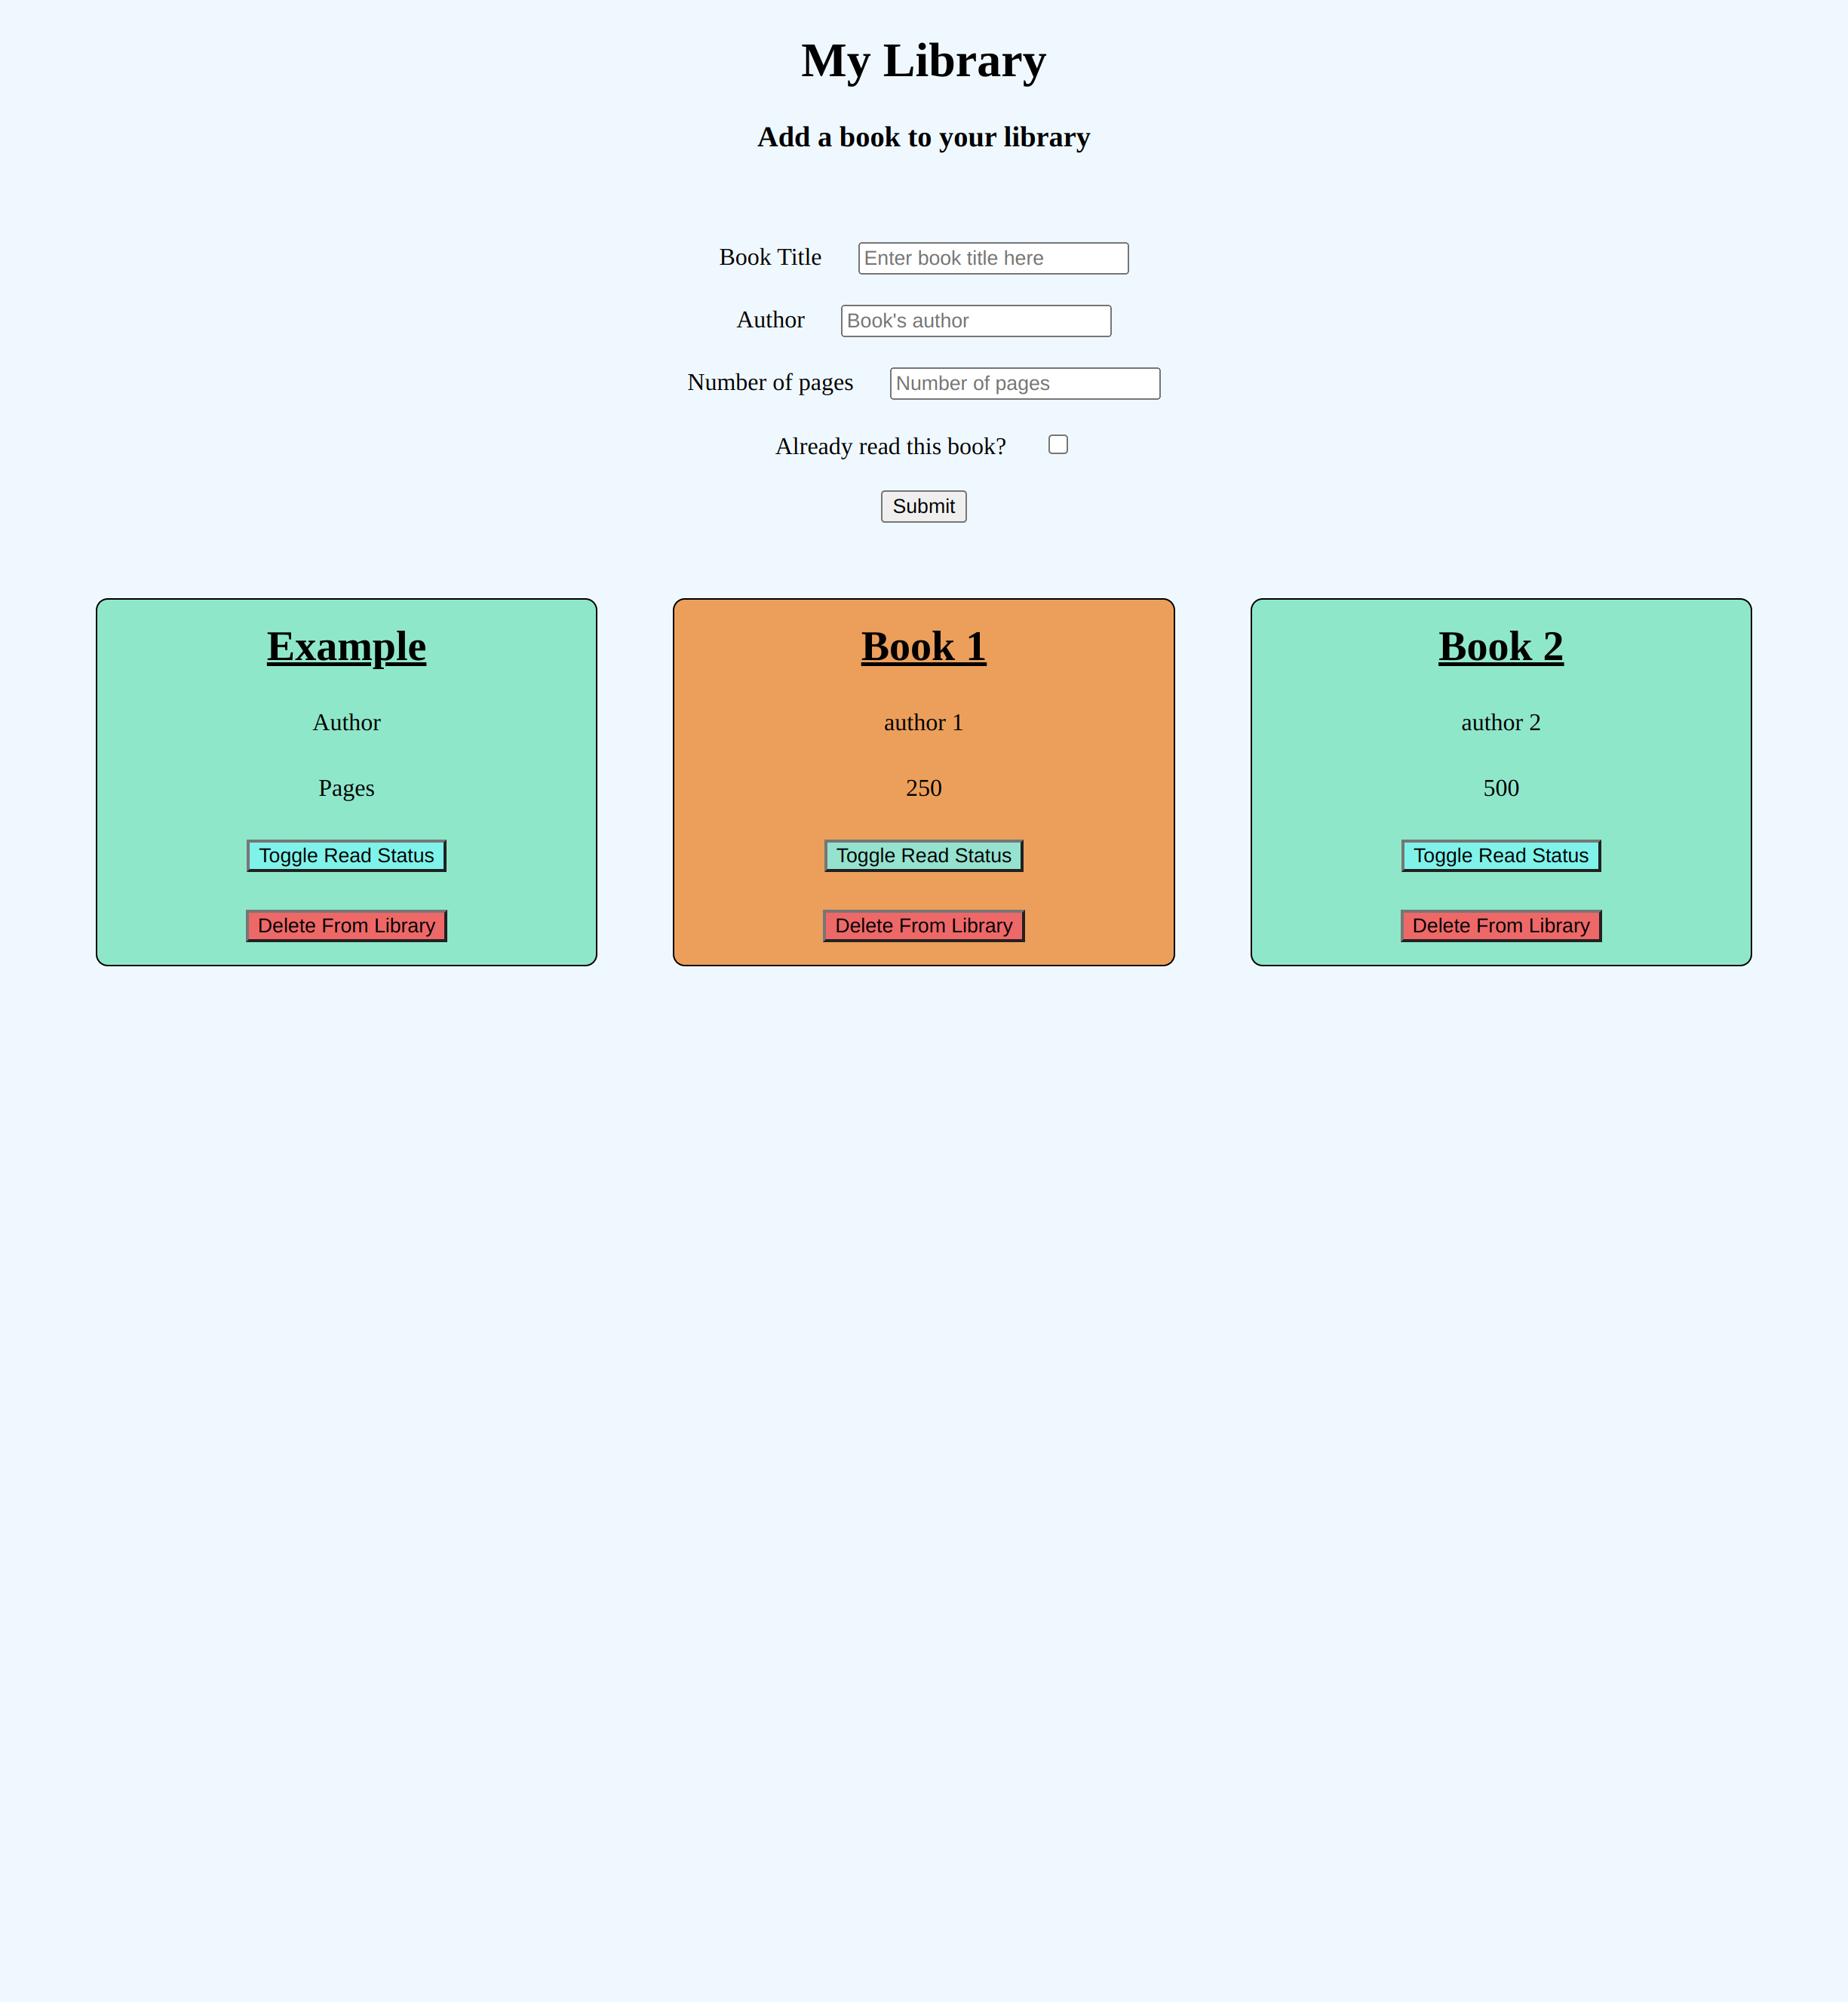 My Library
Add a book to your library
Book Title Enter book title here
Author Book's author
Number of pages Number of pages
Already read this book?
Submit
Example
Author
Pages
Toggle Read Status
Delete From Library
Book 1
author 1
250
Toggle Read Status
Delete From Library
Book 2
author 2
500
Toggle Read Status
Delete From Library